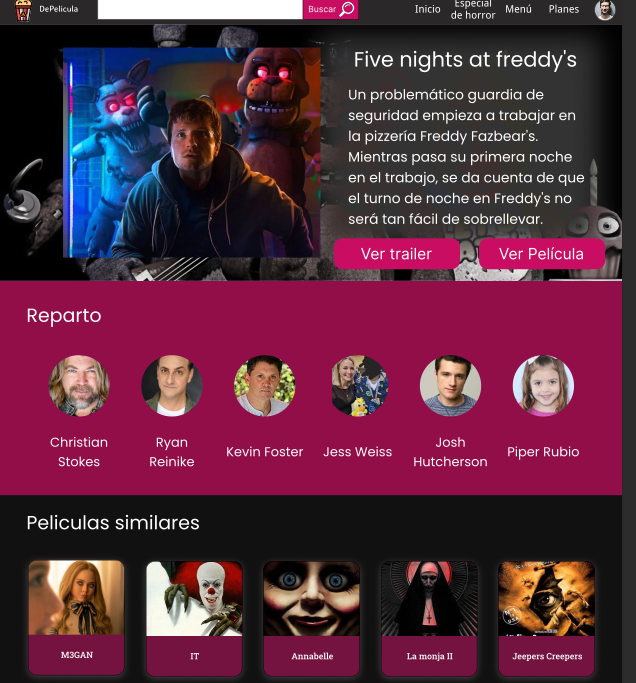 DePelicula
Buscar
Inicio
Especial
de horror
Menú
Planes
Five nights at freddy's
Un problemático guardia de
seguridad empieza a trabajar en
la pizzería Freddy Fazbear's.
Mientras pasa su primera noche
en el trabajo, se da cuenta de que
el turno de noche en Freddy's no
será tan fácil de sobrellevar.
Ver trailer
Ver Película
Reparto
Christian
Stokes
Ryan
Reinike
Kevin Foster
Jess Weiss
Josh
Hutcherson
Piper Rubio
Peliculas similares
M3GAN
IT
Annabelle
La monja II
Jeepers Creepers